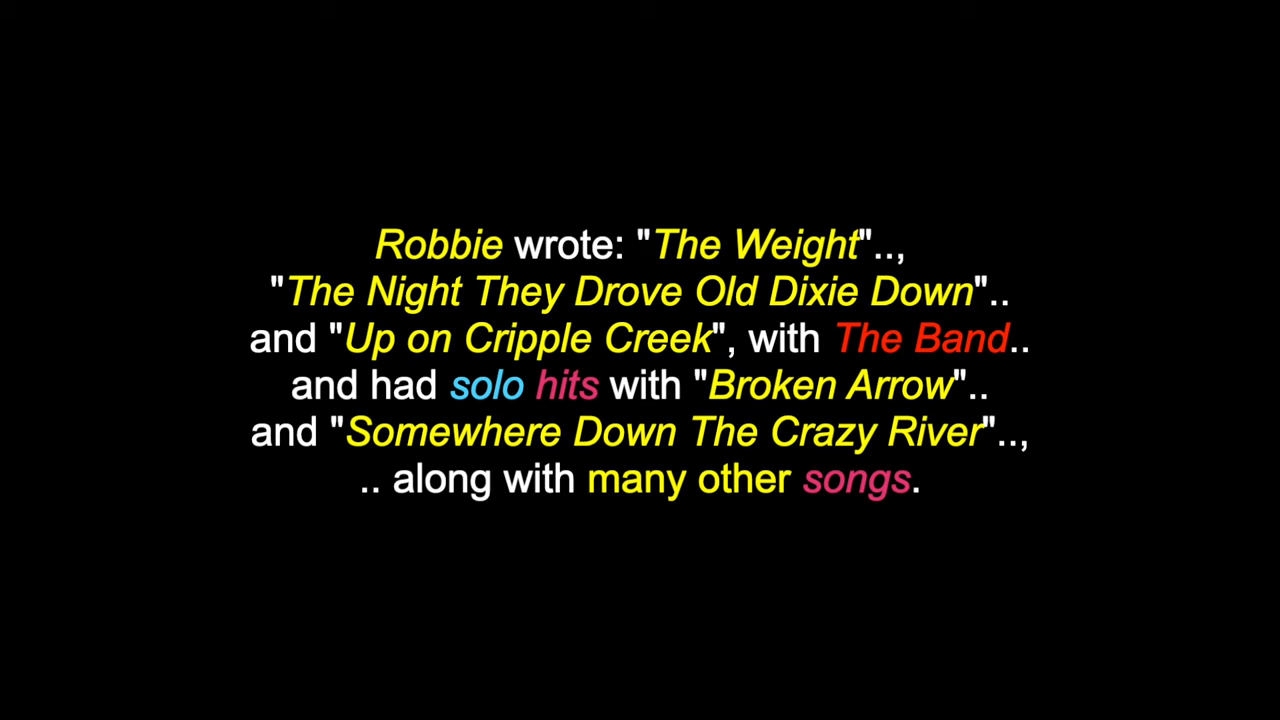 Robbie wrote: "The Weight"..,
"The Night They Drove Old Dixie Down"..
and "Up on Cripple Creek", with The Band..
and had solo hits with "Broken Arrow"..
and "Somewhere Down The Crazy River"..,
.. along with many other songs.